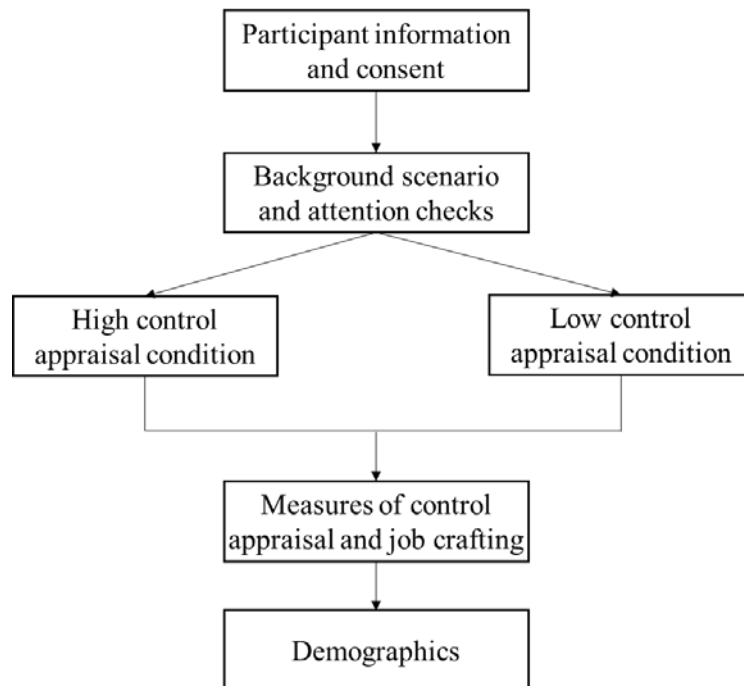 Participant information
and consent
Background scenario
and attention checks
High control
appraisal condition
Low control
appraisal condition
Measures of control
appraisal and job crafting
Demographics